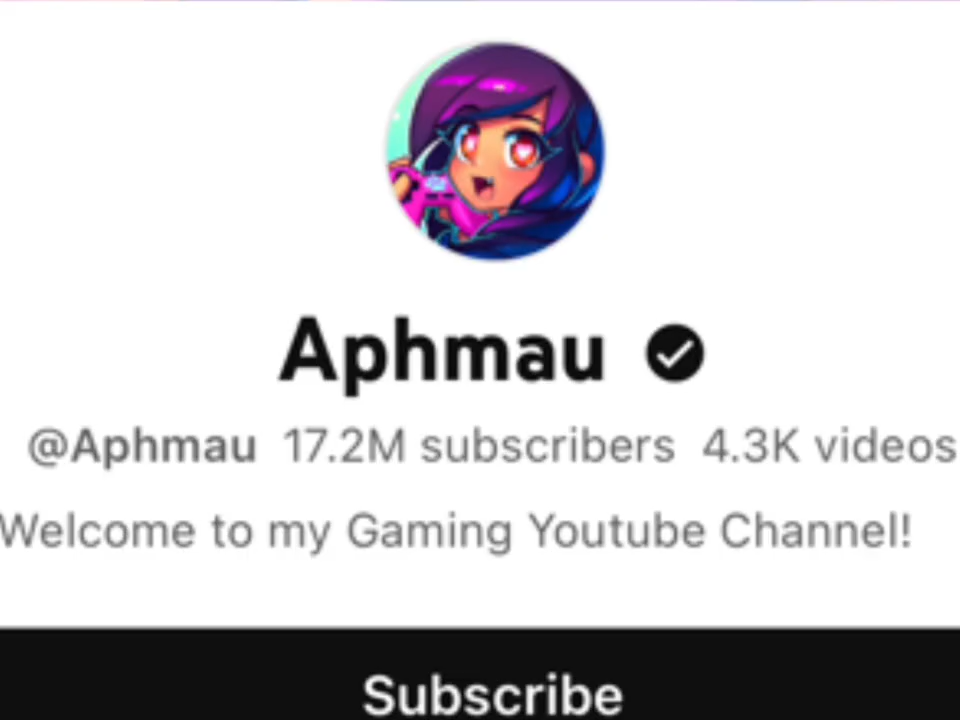 Aphmau
@Aphmau 17.2M subscribers 4.3K videos
Welcome to my Gaming Youtube Channel!
Subscribe